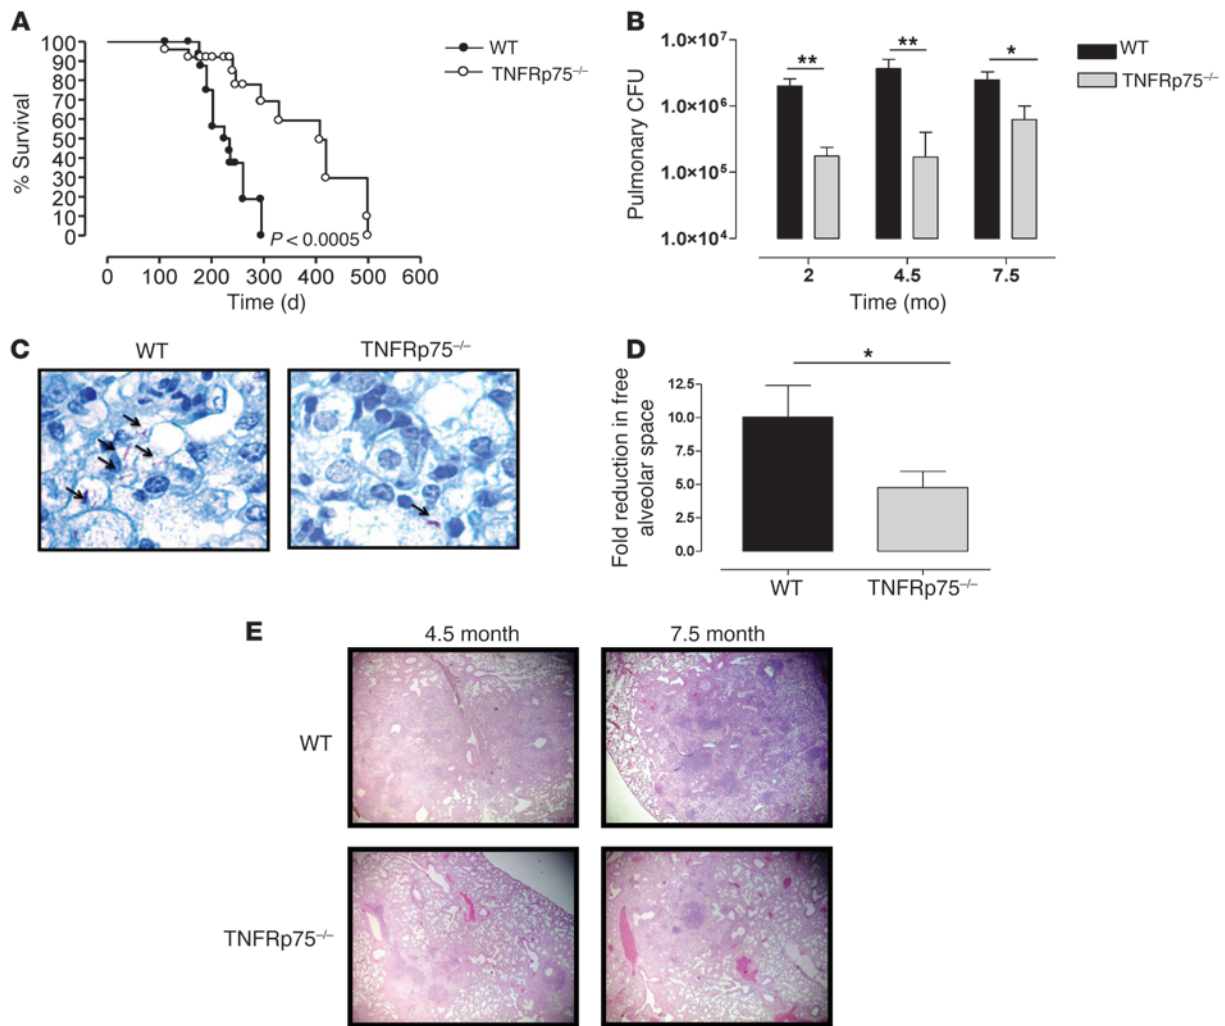 A
100
90
80
70
60
50
40
30
20
10
0
% Survival
0 100 200 300 400 500 600
Time (d)
P < 0.0005
WT
TNFRp75–/–
B
1.0×10⁷
1.0×10⁶
1.0×10⁵
1.0×10⁴
Pulmonary CFU
** ** *
2 4.5 7.5
Time (mo)
WT
TNFRp75–/–
C
WT TNFRp75–/–
D
*
12.5
10.0
7.5
5.0
2.5
0.0
Fold reduction in free
alveolar space
WT TNFRp75–/–
E
4.5 month 7.5 month
WT
TNFRp75–/–